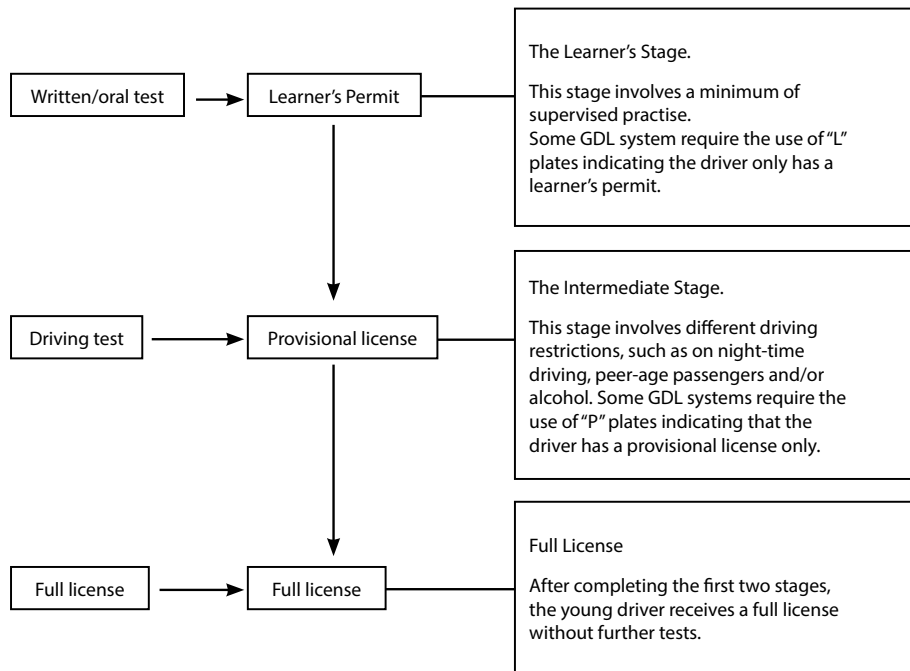 Written/oral test
Learner’s Permit
The Learner’s Stage.
This stage involves a minimum of
supervised practise.
Some GDL system require the use of “L”
plates indicating the driver only has a
learner’s permit.
Driving test
Provisional license
The Intermediate Stage.
This stage involves different driving
restrictions, such as on night-time
driving, peer-age passengers and/or
alcohol. Some GDL systems require the
use of “P” plates indicating that the
driver has a provisional license only.
Full license
Full license
Full License
After completing the first two stages,
the young driver receives a full license
without further tests.